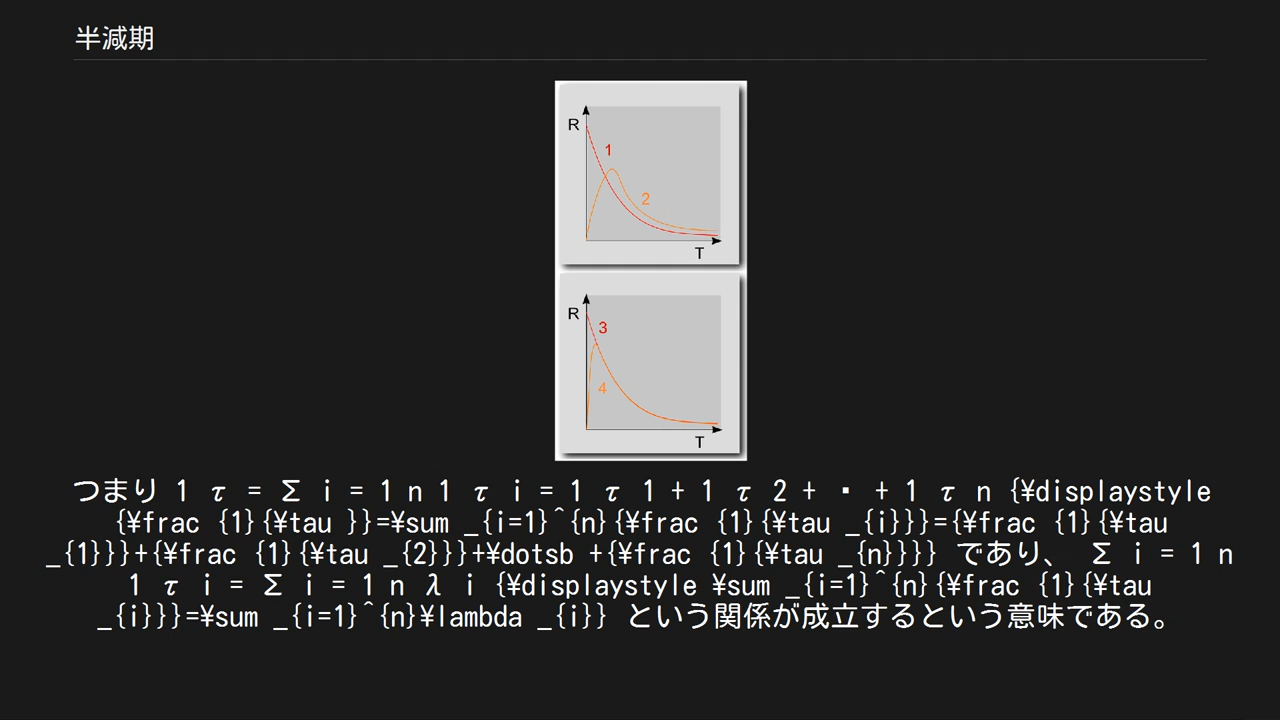 半減期
R
1
2
T
R
3
4
T
つまり 1 τ = Σ i = 1 n 1 τ i = 1 τ 1 + 1 τ 2 + ⋅ + 1 τ n {¥displaystyle
{¥frac {1}{¥tau }}=¥sum _{i=1}^{n}{¥frac {1}{¥tau _{i}}}={¥frac {1}{¥tau
_{1}}}+{¥frac {1}{¥tau _{2}}}+¥dotsb +{¥frac {1}{¥tau _{n}}}} であり、 Σ i = 1 n
1 τ i = Σ i = 1 n λ i {¥displaystyle ¥sum _{i=1}^{n}{¥frac {1}{¥tau
_{i}}}=¥sum _{i=1}^{n}¥lambda _{i}} という関係が成立するという意味である。